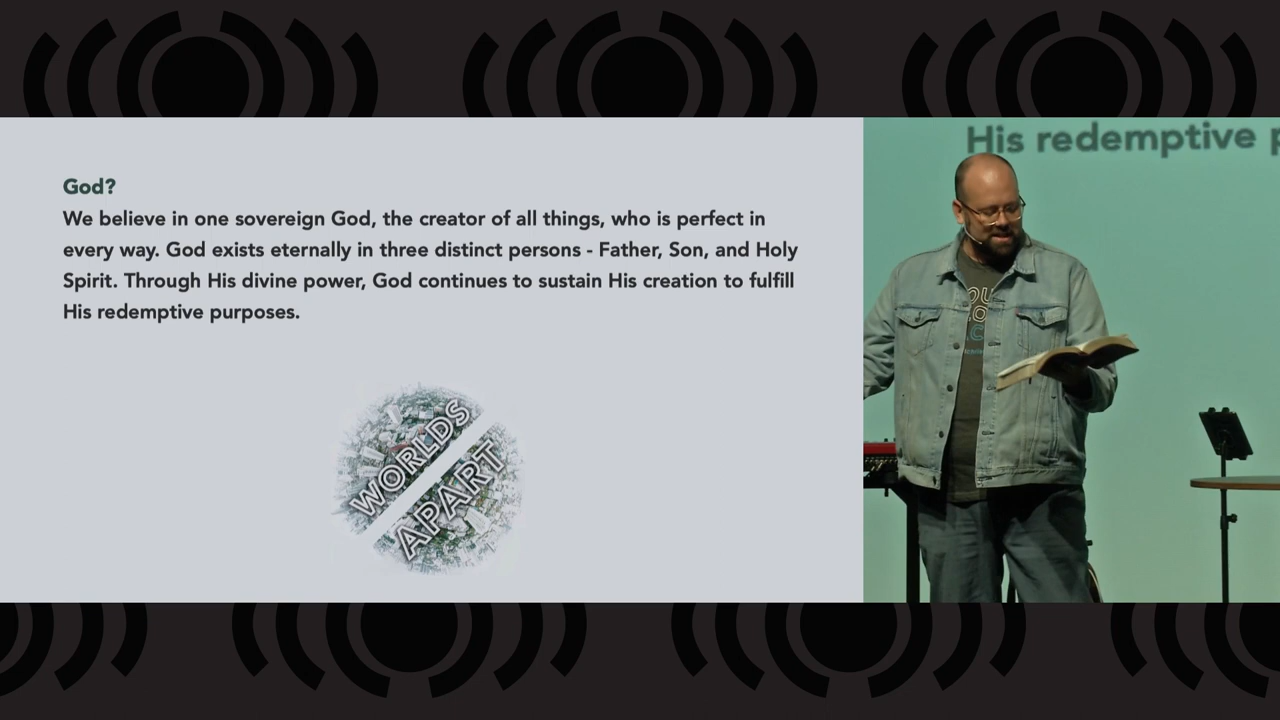 God?
We believe in one sovereign God, the creator of all things, who is perfect in
every way. God exists eternally in three distinct persons - Father, Son, and Holy
Spirit. Through His divine power, God continues to sustain His creation to fulfill
His redemptive purposes.
WORLDS
APART
His redemptive